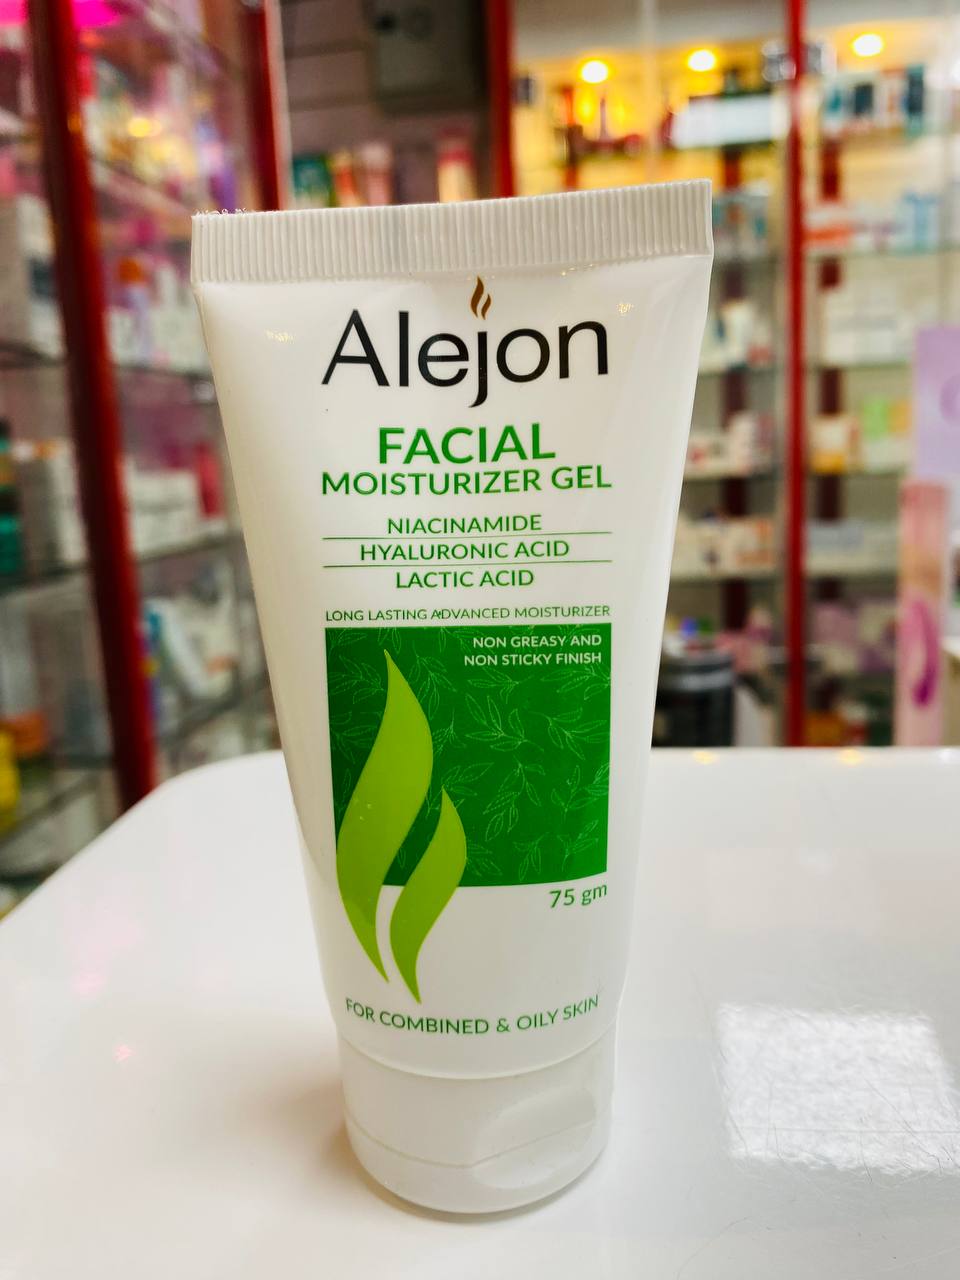 Alejon
FACIAL
MOISTURIZER GEL
NIACINAMIDE
HYALURONIC ACID
LACTIC ACID
LONG LASTING ADVANCED MOISTURIZER
NON GREASY AND
NON STICKY FINISH
75 gm
FOR COMBINED & OILY SKIN